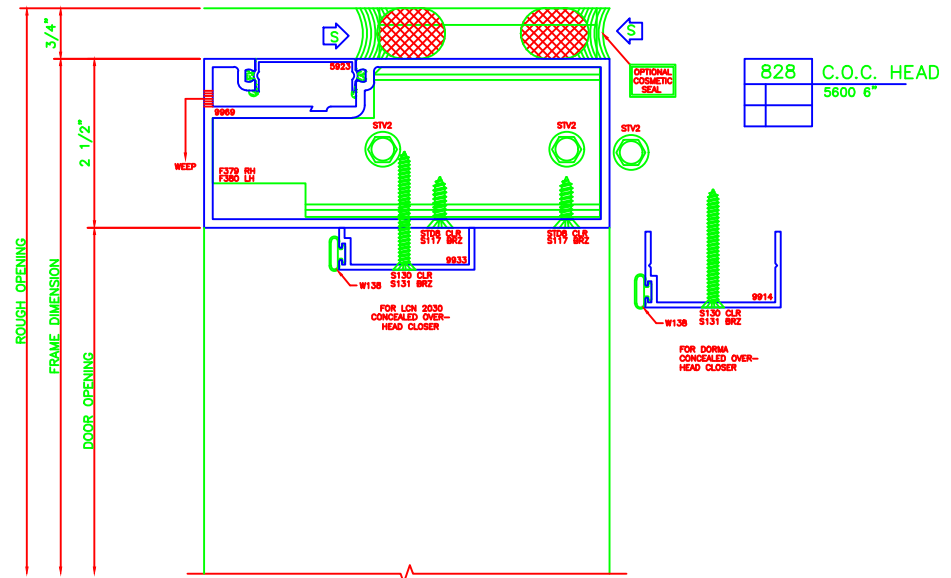 3/4"
S
S
5923
OPTIONAL
COSMETIC
SEAL
828
C.O.C. HEAD
5600 6"
9969
2 1/2"
WEEP
STV2
STV2
STV2
F379 RH
F380 LH
STD8 CLR
S117 BRZ
STD8 CLR
S117 BRZ
9933
W138
S130 CLR
S131 BRZ
FOR LCN 2030
CONCEALED OVER-
HEAD CLOSER
9914
W138
S130 CLR
S131 BRZ
FOR DORMA
CONCEALED OVER-
HEAD CLOSER
ROUGH OPENING
FRAME DIMENSION
DOOR OPENING